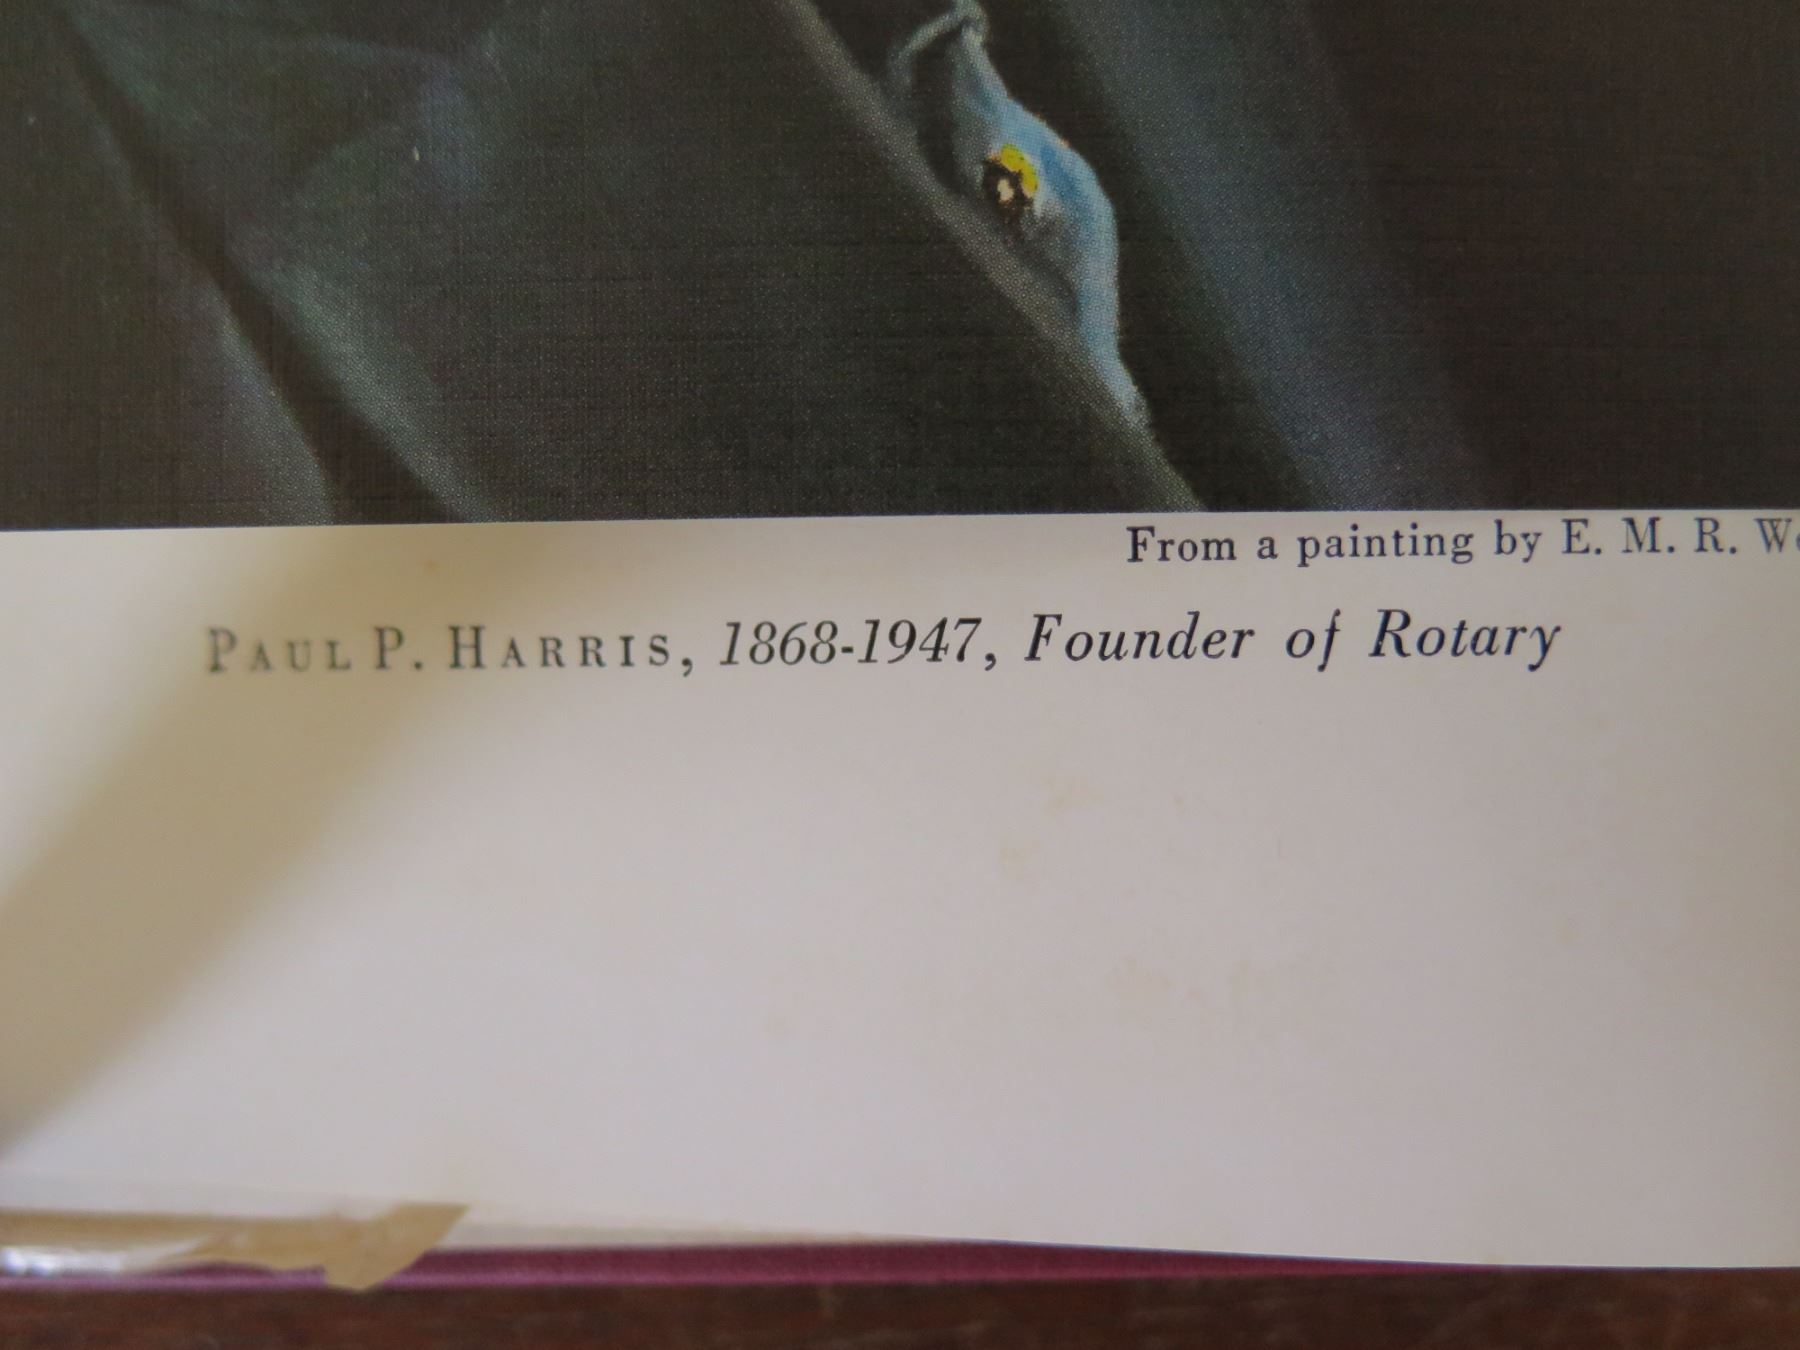 From a painting by E. M. R.
PAUL P. HARRIS, 1868-1947, Founder of Rotary